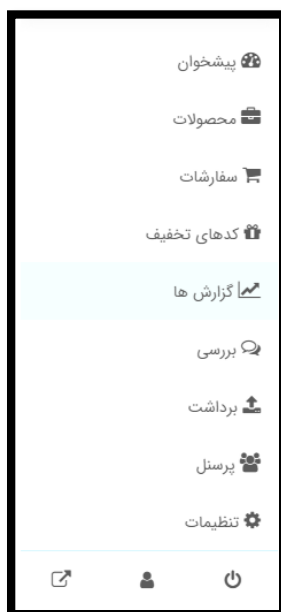 پیشخوان
محصولات
سفارشات
کدهای تخفیف
گزارش ها
بررسی
برداشت
پرسنل
تنظیمات